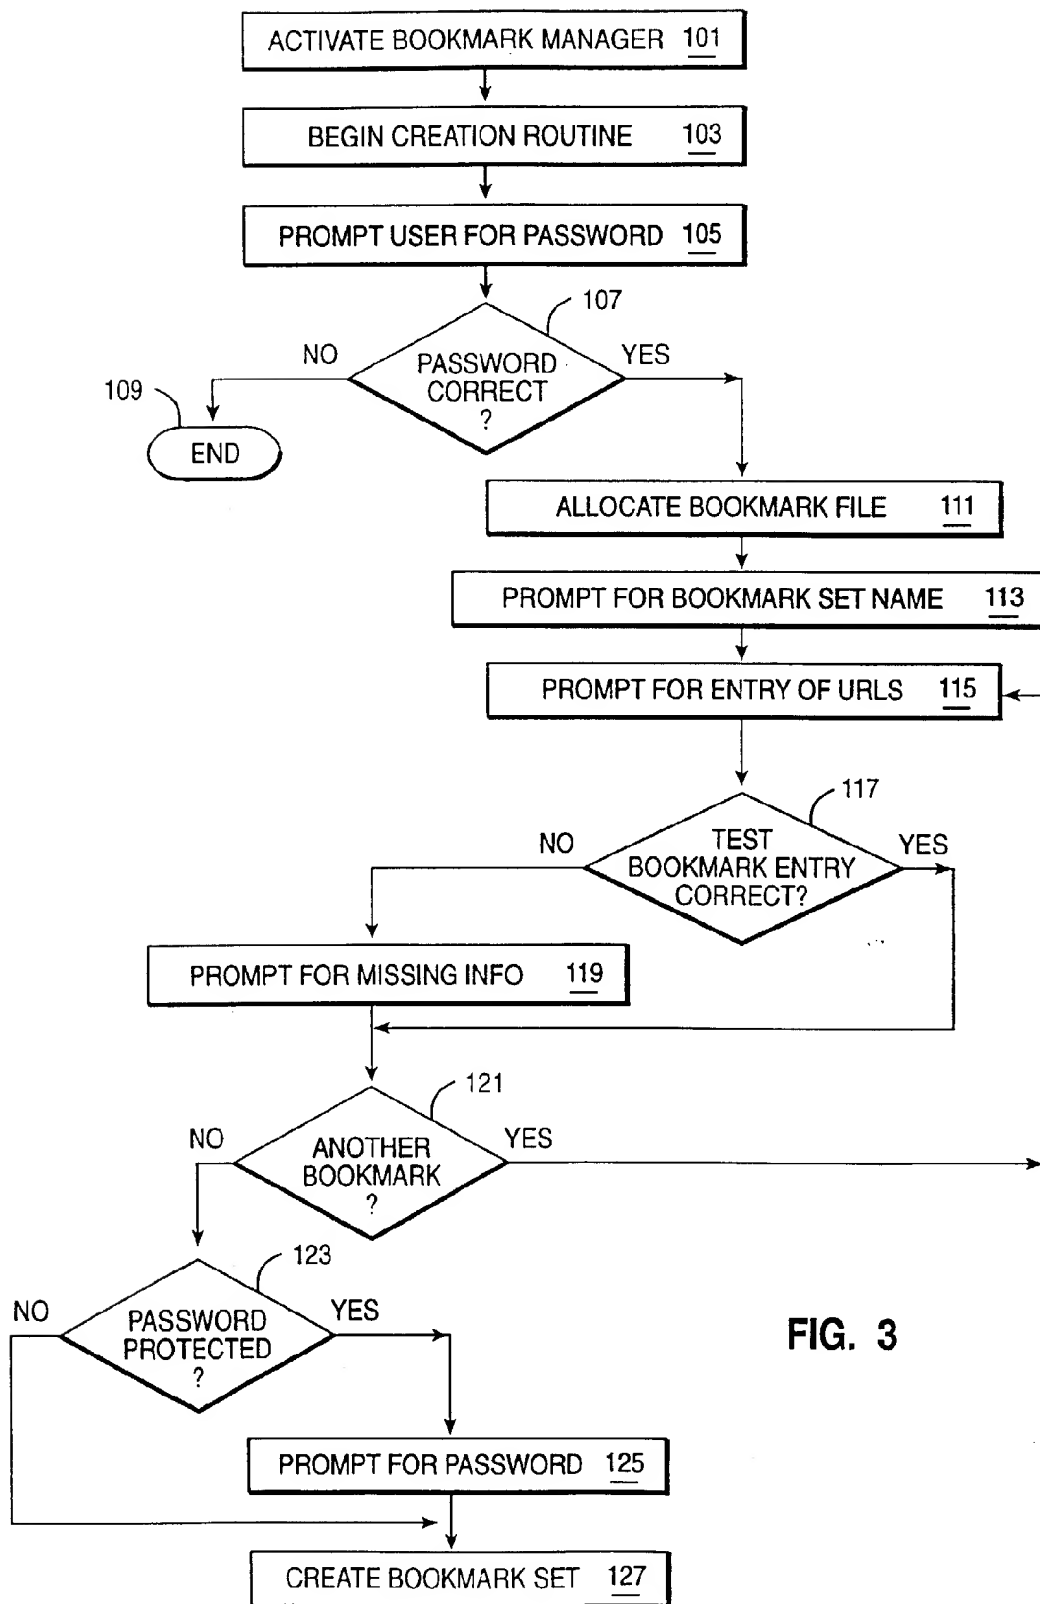 ACTIVATE BOOKMARK MANAGER 101
BEGIN CREATION ROUTINE 103
PROMPT USER FOR PASSWORD 105
107
NO
PASSWORD
CORRECT
?
YES
109
END
ALLOCATE BOOKMARK FILE 111
PROMPT FOR BOOKMARK SET NAME 113
PROMPT FOR ENTRY OF URLS 115
117
NO
TEST
BOOKMARK ENTRY
CORRECT?
YES
PROMPT FOR MISSING INFO 119
121
NO
ANOTHER
BOOKMARK
?
YES
123
NO
PASSWORD
PROTECTED
?
YES
FIG. 3
PROMPT FOR PASSWORD 125
CREATE BOOKMARK SET 127